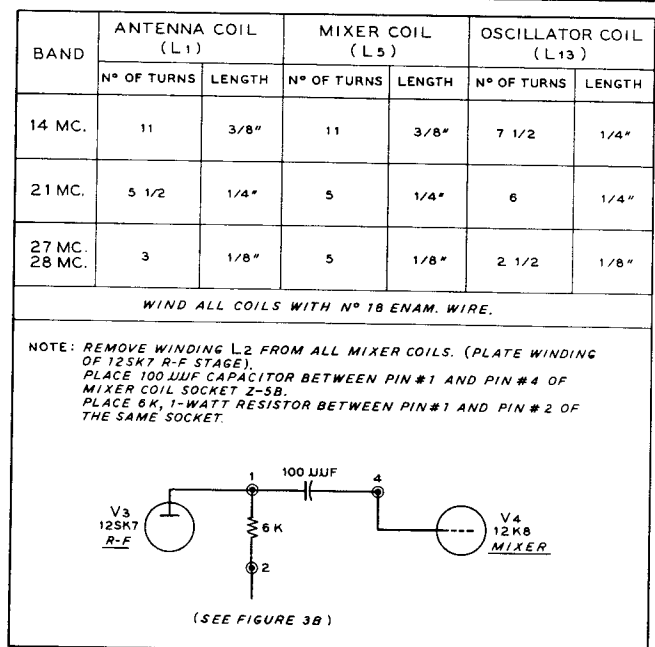 BAND
ANTENNA COIL
(L1)
MIXER COIL
(L5)
OSCILLATOR COIL
(L13)
Nº OF TURNS
LENGTH
Nº OF TURNS
LENGTH
Nº OF TURNS
LENGTH
14 MC. 11 3/8" 11 3/8" 7 1/2 1/4"
21 MC. 5 1/2 1/4" 5 1/4" 6 1/4"
27 MC.
28 MC. 3 1/8" 5 1/8" 2 1/2 1/8"
WIND ALL COILS WITH Nº 18 ENAM. WIRE.
NOTE: REMOVE WINDING L2 FROM ALL MIXER COILS. (PLATE WINDING
OF 12SK7 R-F STAGE).
PLACE 100 UUF CAPACITOR BETWEEN PIN #1 AND PIN #4 OF
MIXER COIL SOCKET Z-5B.
PLACE 6K, 1-WATT RESISTOR BETWEEN PIN #1 AND PIN #2 OF
THE SAME SOCKET.
1
100 UUF
4
V3
12SK7
R-F
6 K
V4
12K8
MIXER
2
(SEE FIGURE 3B)